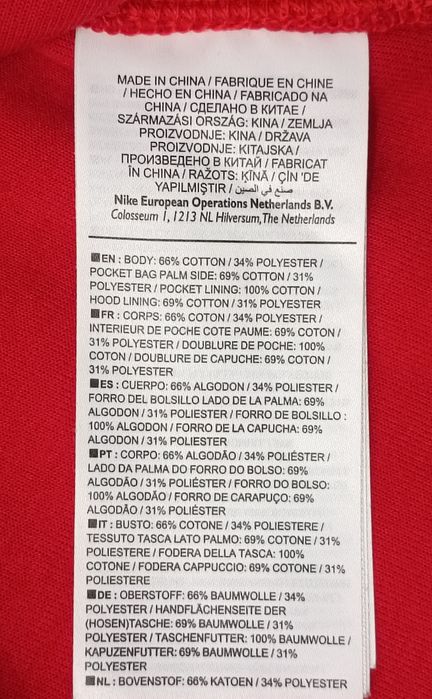 MADE IN CHINA / FABRIQUE EN CHINE
/ HECHO EN CHINA / FABRICADO NA
CHINA / СДЕЛАНО В КИТАЕ /
SZÁRMAZÁSI ORSZÁG: KINA / ZEMLJA
PROIZVODNJE: KINA / DRŽAVA
PROIZVODNJE: KITAJSKA /
ПРОИЗВЕДЕНО В КИТАЙ / FABRICAT
ÎN CHINA / RAŽOTS: ĶĪNĀ / ÇİN 'DE
YAPILMIŞTIR / صنع في الصين
Nike European Operations Netherlands B.V.
Colosseum 1, 1213 NL Hilversum, The Netherlands
EN : BODY: 66% COTTON / 34% POLYESTER /
POCKET BAG PALM SIDE: 69% COTTON / 31%
POLYESTER / POCKET LINING: 100% COTTON /
HOOD LINING: 69% COTTON / 31% POLYESTER
FR : CORPS: 66% COTON / 34% POLYESTER /
INTERIEUR DE POCHE COTE PAUME: 69% COTON /
31% POLYESTER / DOUBLURE DE POCHE: 100%
COTON / DOUBLURE DE CAPUCHE: 69% COTON /
31% POLYESTER
ES : CUERPO: 66% ALGODON / 34% POLIESTER /
FORRO DEL BOLSILLO LADO DE LA PALMA: 69%
ALGODON / 31% POLIESTER / FORRO DE BOLSILLO :
100% ALGODON / FORRO DE LA CAPUCHA: 69%
ALGODON / 31% POLIESTER
PT : CORPO: 66% ALGODÃO / 34% POLIÉSTER /
LADO DA PALMA DO FORRO DO BOLSO: 69%
ALGODÃO / 31% POLIÉSTER / FORRO DO BOLSO:
100% ALGODÃO / FORRO DE CARAPUÇO: 69%
ALGODÃO / 31% POLIÉSTER
IT : BUSTO: 66% COTONE / 34% POLIESTERE /
TESSUTO TASCA LATO PALMO: 69% COTONE / 31%
POLIESTERE / FODERA DELLA TASCA: 100%
COTONE / FODERA CAPPUCCIO: 69% COTONE / 31%
POLIESTERE
DE : OBERSTOFF: 66% BAUMWOLLE / 34%
POLYESTER / HANDFLÄCHENSEITE DER
(HOSEN)TASCHE: 69% BAUMWOLLE / 31%
POLYESTER / TASCHENFUTTER: 100% BAUMWOLLE /
KAPUZENFUTTER: 69% BAUMWOLLE / 31%
POLYESTER
NL : BOVENSTOF: 66% KATOEN / 34% POLYESTER